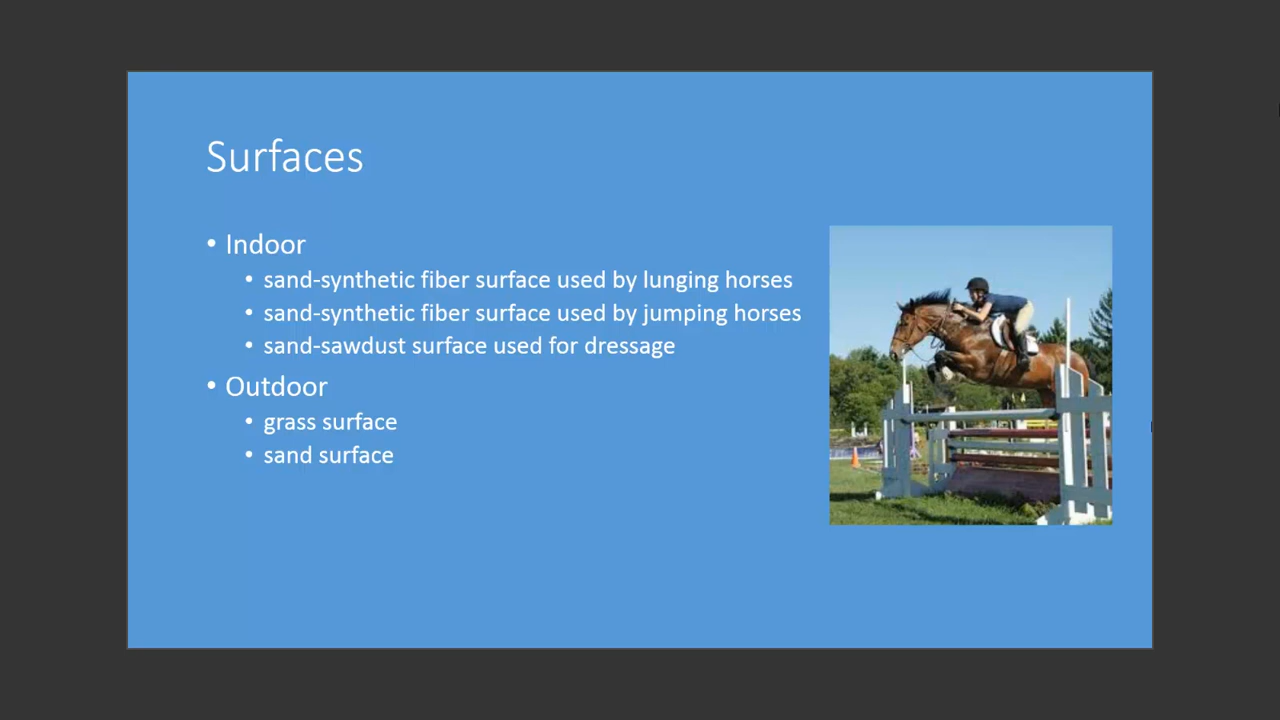 Surfaces
• Indoor
• sand-synthetic fiber surface used by lunging horses
• sand-synthetic fiber surface used by jumping horses
• sand-sawdust surface used for dressage
• Outdoor
• grass surface
• sand surface